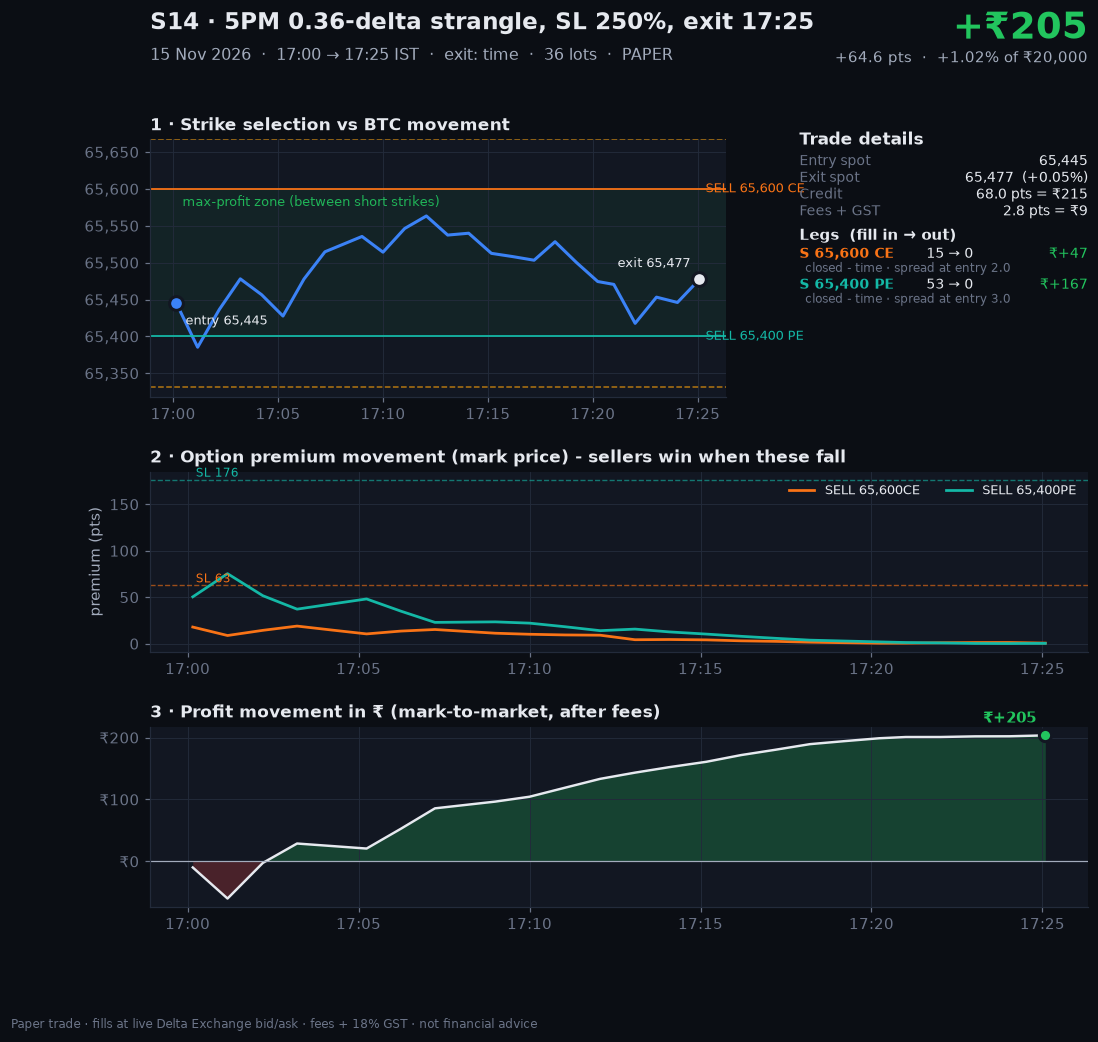 S14 · 5PM 0.36-delta strangle, SL 250%, exit 17:25
+₹205
15 Nov 2026 · 17:00 → 17:25 IST · exit: time · 36 lots · PAPER
+64.6 pts · +1.02% of ₹20,000
1 · Strike selection vs BTC movement
65,650
65,600
65,550
65,500
65,450
65,400
65,350
SELL 65,600 CE
max-profit zone (between short strikes)
exit 65,477
entry 65,445
SELL 65,400 PE
17:00 17:05 17:10 17:15 17:20 17:25
Trade details
Entry spot 65,445
Exit spot 65,477 (+0.05%)
Credit 68.0 pts = ₹215
Fees + GST 2.8 pts = ₹9
Legs (fill in → out)
S 65,600 CE 15 → 0 ₹+47
closed - time · spread at entry 2.0
S 65,400 PE 53 → 0 ₹+167
closed - time · spread at entry 3.0
2 · Option premium movement (mark price) - sellers win when these fall
SL 176
SELL 65,600CE SELL 65,400PE
SL 63
premium (pts)
150
100
50
0
17:00 17:05 17:10 17:15 17:20 17:25
3 · Profit movement in ₹ (mark-to-market, after fees)
₹+205
₹200
₹100
₹0
17:00 17:05 17:10 17:15 17:20 17:25
Paper trade · fills at live Delta Exchange bid/ask · fees + 18% GST · not financial advice